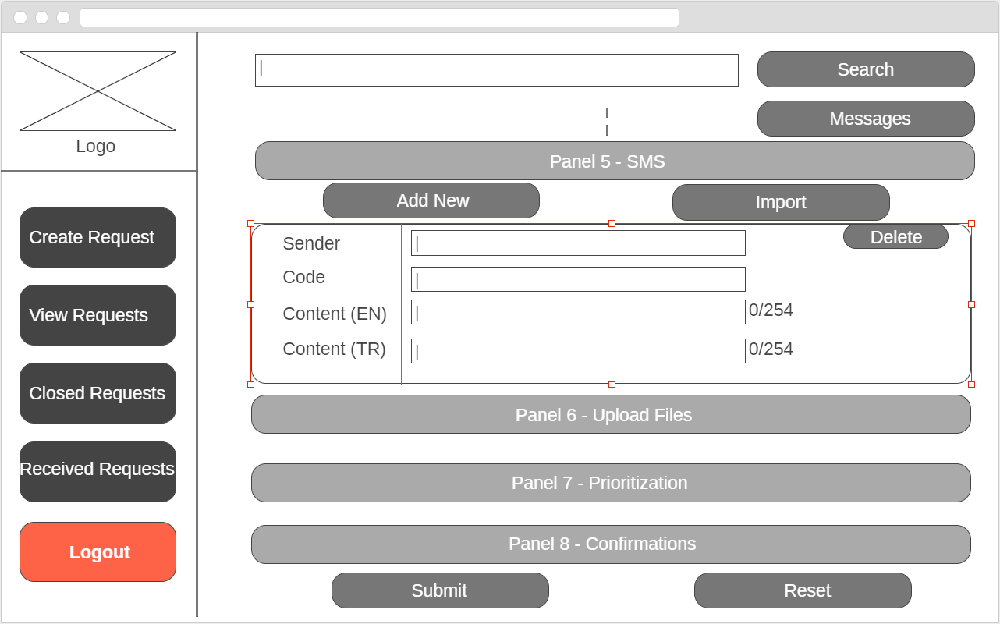 Logo
Create Request
View Requests
Closed Requests
Received Requests
Logout
Search
Messages
Panel 5 - SMS
Add New
Import
Delete
Sender
Code
Content (EN)
0/254
Content (TR)
0/254
Panel 6 - Upload Files
Panel 7 - Prioritization
Panel 8 - Confirmations
Submit
Reset